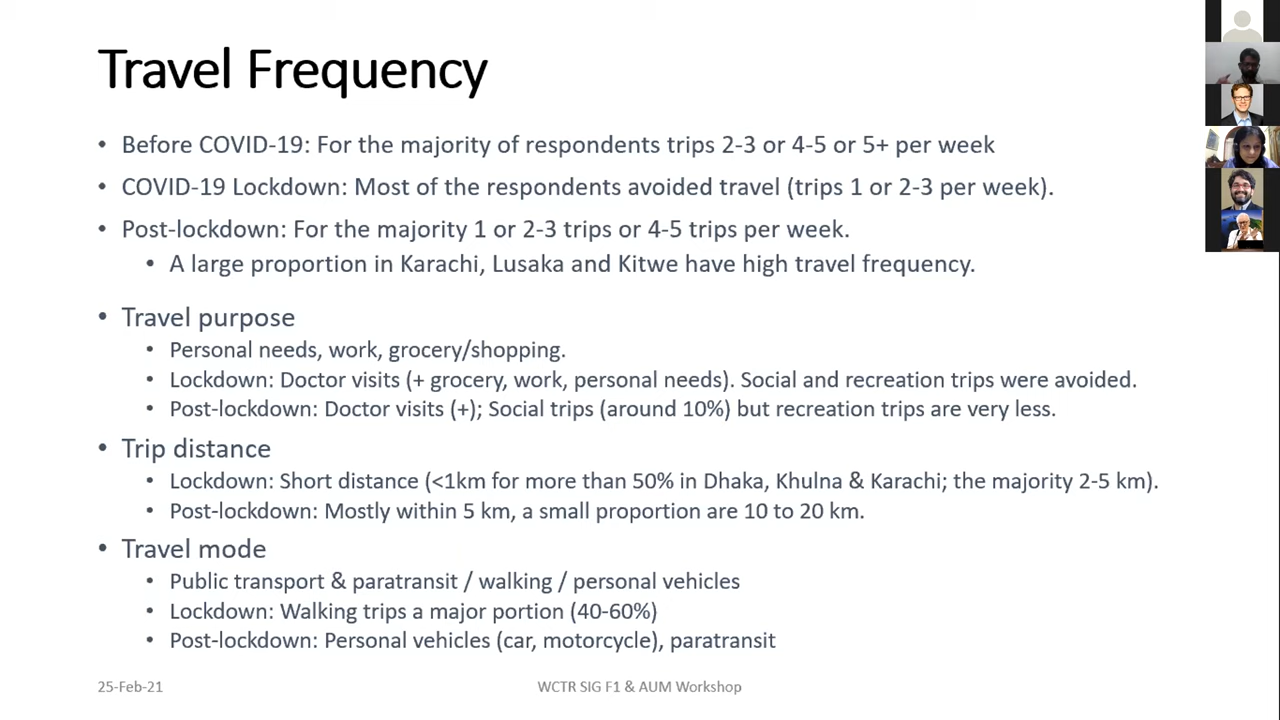 Travel Frequency
• Before COVID-19: For the majority of respondents trips 2-3 or 4-5 or 5+ per week
• COVID-19 Lockdown: Most of the respondents avoided travel (trips 1 or 2-3 per week).
• Post-lockdown: For the majority 1 or 2-3 trips or 4-5 trips per week.
• A large proportion in Karachi, Lusaka and Kitwe have high travel frequency.
• Travel purpose
• Personal needs, work, grocery/shopping.
• Lockdown: Doctor visits (+ grocery, work, personal needs). Social and recreation trips were avoided.
• Post-lockdown: Doctor visits (+); Social trips (around 10%) but recreation trips are very less.
• Trip distance
• Lockdown: Short distance (<1km for more than 50% in Dhaka, Khulna & Karachi; the majority 2-5 km).
• Post-lockdown: Mostly within 5 km, a small proportion are 10 to 20 km.
• Travel mode
• Public transport & paratransit / walking / personal vehicles
• Lockdown: Walking trips a major portion (40-60%)
• Post-lockdown: Personal vehicles (car, motorcycle), paratransit
25-Feb-21
WCTR SIG F1 & AUM Workshop